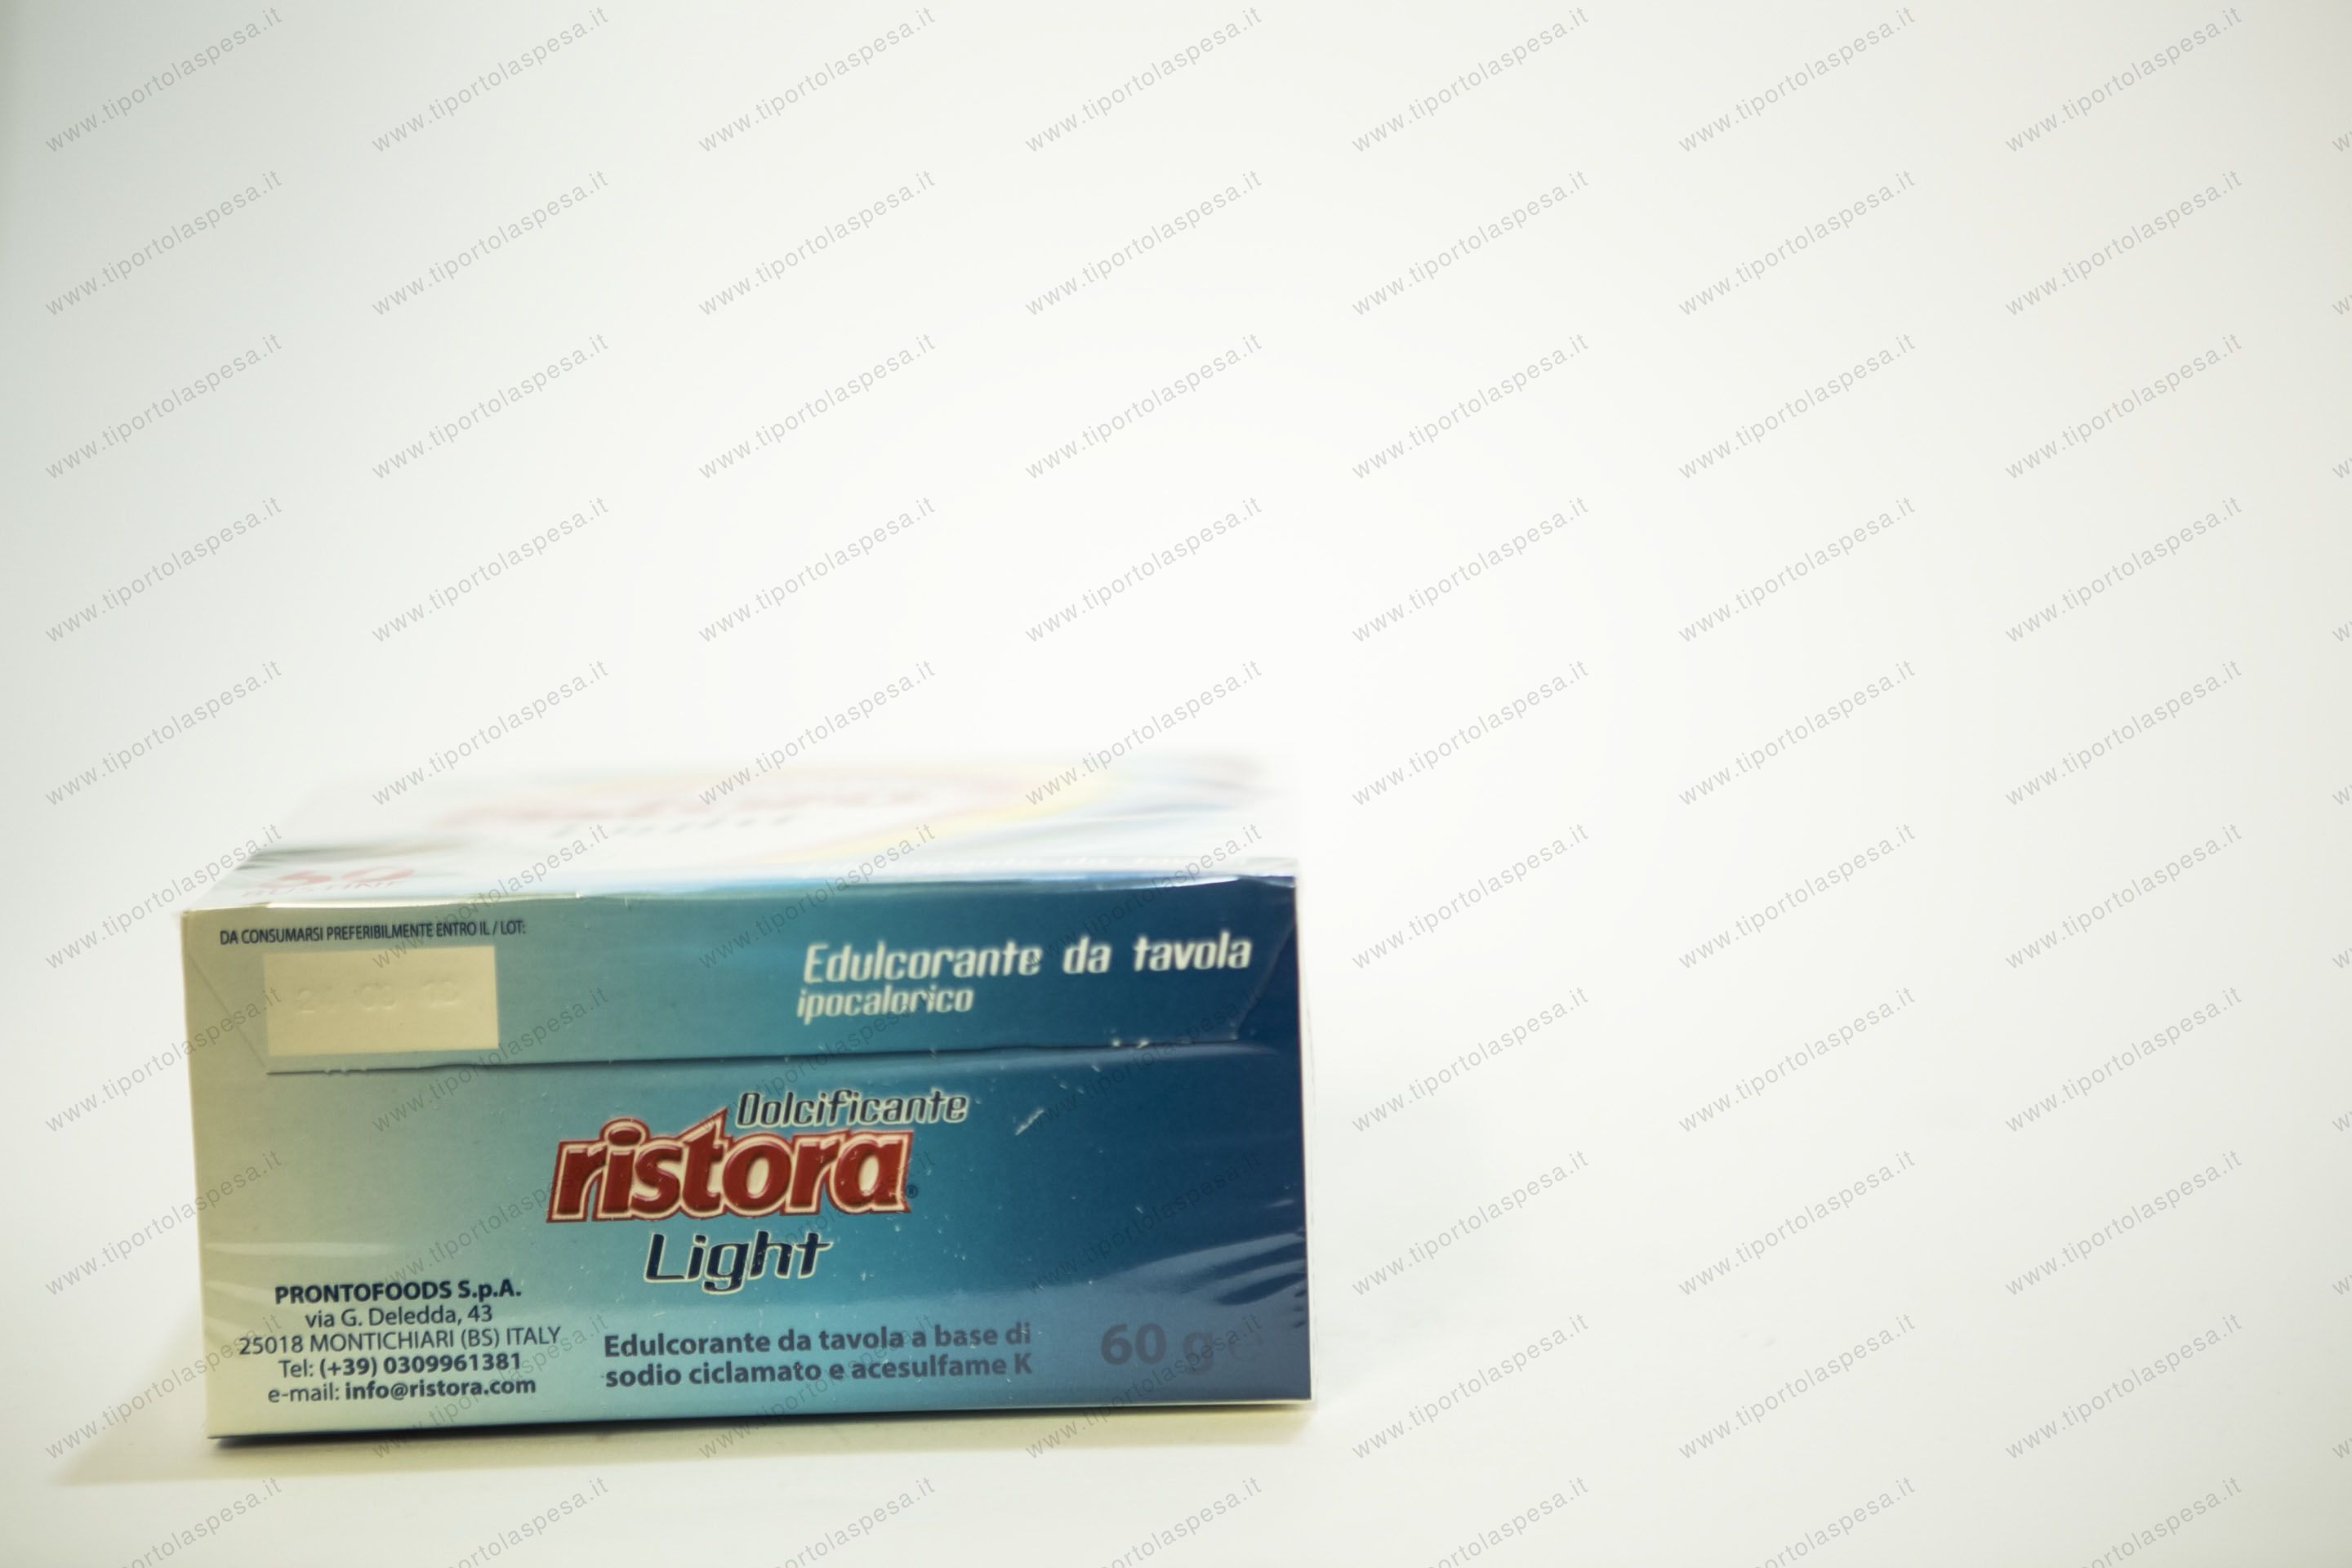 DA CONSUMARSI PREFERIBILMENTE ENTRO IL / LOT:
Edulcorante da tavola
ipocalorico
Dolcificante
ristora®
Light
PRONTOFOODS S.p.A.
via G. Deledda, 43
25018 MONTICHIARI (BS) ITALY
Tel: (+39) 0309961381
e-mail: info@ristora.com
Edulcorante da tavola a base di
sodio ciclamato e acesulfame K
60 g
www.tiportolaspesa.it